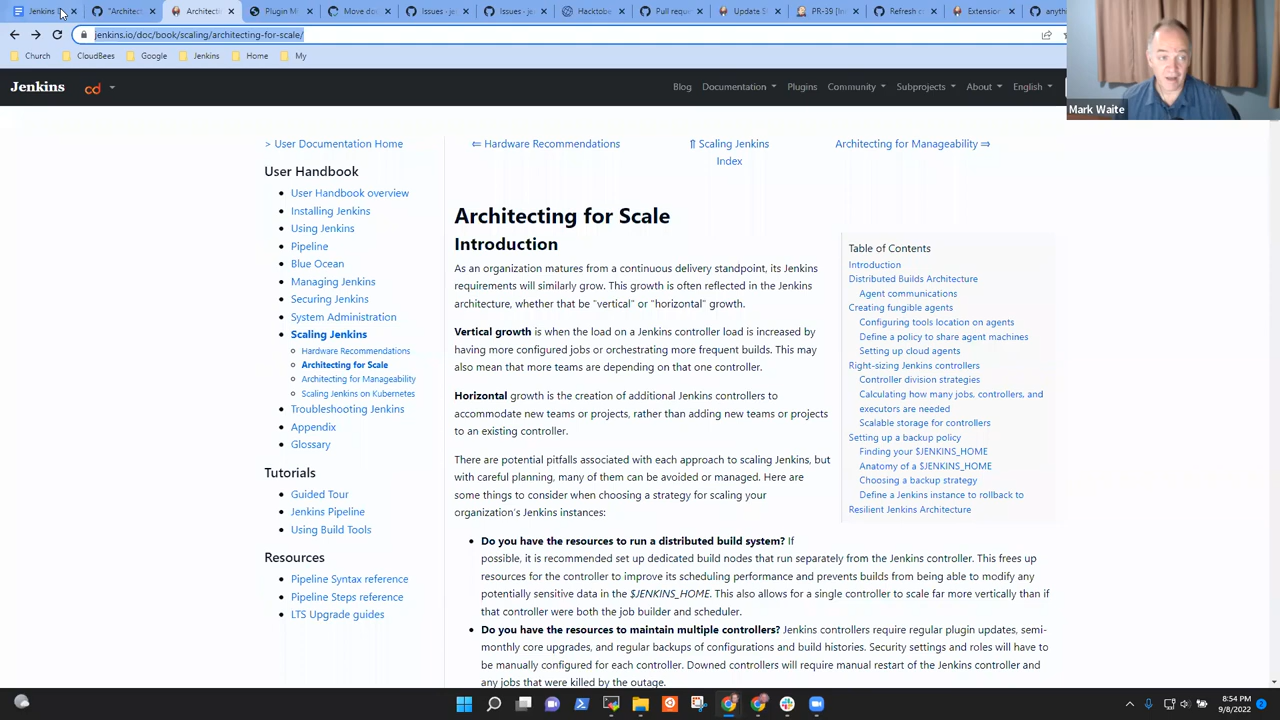 Jenkins
"Architect
Architectin
Plugin M
Move do
Issues · je
Issues · je
Hacktobe
Pull reque
Update S
PR-39 [In
Refresh c
Extension
anythi
jenkins.io/doc/book/scaling/architecting-for-scale/
Church
CloudBees
Google
Jenkins
Home
My
Mark Waite
Jenkins
cd
Blog
Documentation
Plugins
Community
Subprojects
About
English
> User Documentation Home
⇐ Hardware Recommendations
⇑ Scaling Jenkins
Index
Architecting for Manageability ⇒
User Handbook
User Handbook overview
Installing Jenkins
Using Jenkins
Pipeline
Blue Ocean
Managing Jenkins
Securing Jenkins
System Administration
Scaling Jenkins
Hardware Recommendations
Architecting for Scale
Architecting for Manageability
Scaling Jenkins on Kubernetes
Troubleshooting Jenkins
Appendix
Glossary
Tutorials
Guided Tour
Jenkins Pipeline
Using Build Tools
Resources
Pipeline Syntax reference
Pipeline Steps reference
LTS Upgrade guides
Architecting for Scale
Introduction
As an organization matures from a continuous delivery standpoint, its Jenkins
requirements will similarly grow. This growth is often reflected in the Jenkins
architecture, whether that be "vertical" or "horizontal" growth.
Vertical growth is when the load on a Jenkins controller load is increased by
having more configured jobs or orchestrating more frequent builds. This may
also mean that more teams are depending on that one controller.
Horizontal growth is the creation of additional Jenkins controllers to
accommodate new teams or projects, rather than adding new teams or projects
to an existing controller.
There are potential pitfalls associated with each approach to scaling Jenkins, but
with careful planning, many of them can be avoided or managed. Here are
some things to consider when choosing a strategy for scaling your
organization's Jenkins instances:
Do you have the resources to run a distributed build system? If
possible, it is recommended set up dedicated build nodes that run separately from the Jenkins controller. This frees up
resources for the controller to improve its scheduling performance and prevents builds from being able to modify any
potentially sensitive data in the $JENKINS_HOME. This also allows for a single controller to scale far more vertically than if
that controller were both the job builder and scheduler.
Do you have the resources to maintain multiple controllers? Jenkins controllers require regular plugin updates, semi-
monthly core upgrades, and regular backups of configurations and build histories. Security settings and roles will have to
be manually configured for each controller. Downed controllers will require manual restart of the Jenkins controller and
any jobs that were killed by the outage.
Table of Contents
Introduction
Distributed Builds Architecture
Agent communications
Creating fungible agents
Configuring tools location on agents
Define a policy to share agent machines
Setting up cloud agents
Right-sizing Jenkins controllers
Controller division strategies
Calculating how many jobs, controllers, and
executors are needed
Scalable storage for controllers
Setting up a backup policy
Finding your $JENKINS_HOME
Anatomy of a $JENKINS_HOME
Choosing a backup strategy
Define a Jenkins instance to rollback to
Resilient Jenkins Architecture
8:54 PM
9/8/2022